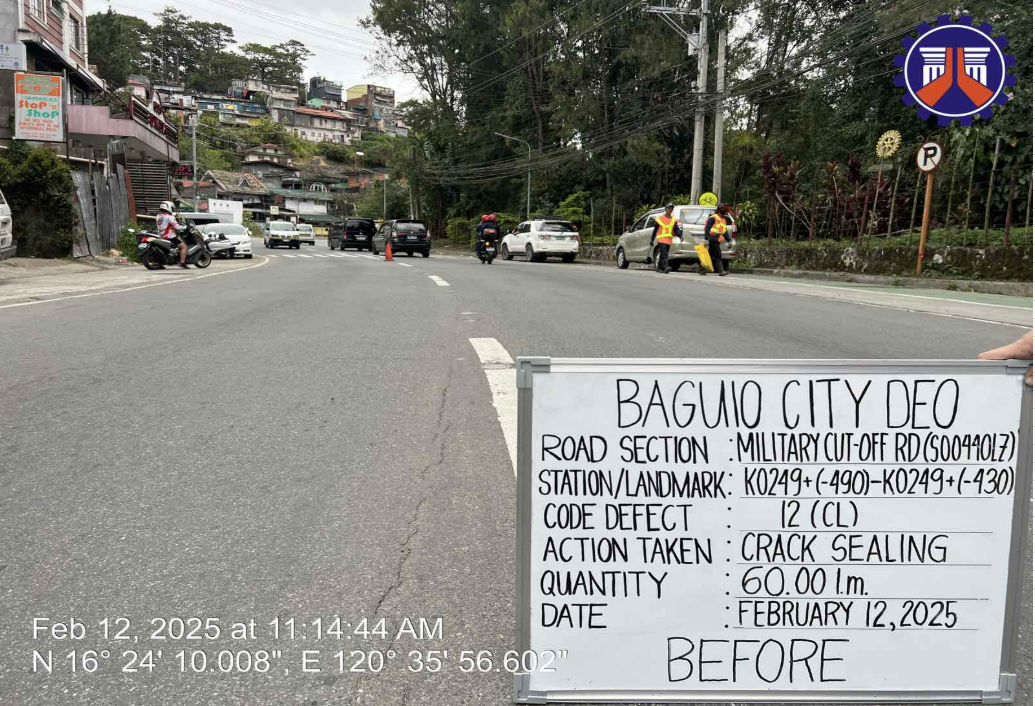 STOP 'n'
SHOP
P
BAGUIO CITY DEO
ROAD SECTION : MILITARY CUT-OFF RD (S00440LZ)
STATION/LANDMARK : K0249+(-490)-K0249+(-430)
CODE DEFECT : 12 (CL)
ACTION TAKEN : CRACK SEALING
QUANTITY : 60.00 l.m.
DATE : FEBRUARY 12, 2025
BEFORE
Feb 12, 2025 at 11:14:44 AM
N 16° 24' 10.008", E 120° 35' 56.602"